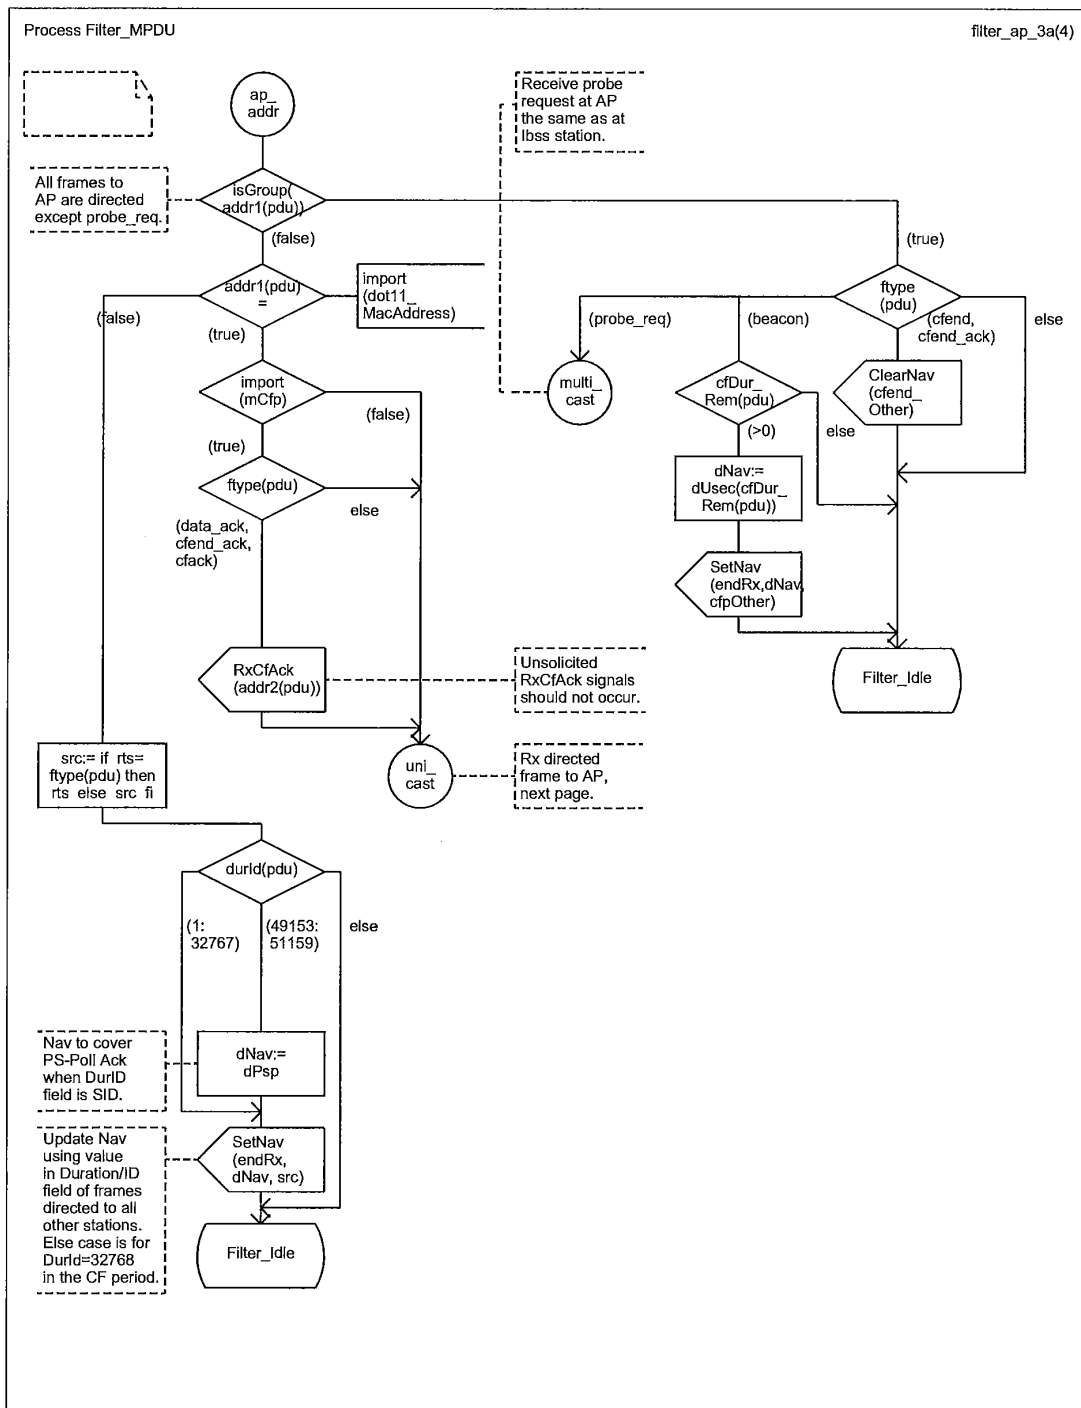 Process Filter_MPDU
filter_ap_3a(4)
ap_
addr
Receive probe
request at AP
the same as at
Ibss station.
All frames to
AP are directed
except probe_req.
isGroup(
addr1(pdu))
(false)
(true)
addr1(pdu)
=
import
(dot11_
MacAddress)
ftype
(pdu)
(false)
(true)
(probe_req)
(beacon)
(cfend,
cfend_ack)
else
import
(mCfp)
(false)
multi_
cast
cfDur_
Rem(pdu)
ClearNav
(cfend_
Other)
(true)
(>0)
else
ftype(pdu)
else
dNav:=
dUsec(cfDur_
Rem(pdu))
(data_ack,
cfend_ack,
cfack)
SetNav
(endRx,dNav,
cfpOther)
RxCfAck
(addr2(pdu))
Unsolicited
RxCfAck signals
should not occur.
Filter_Idle
src:= if rts=
ftype(pdu) then
rts else src fi
uni_
cast
Rx directed
frame to AP,
next page.
durId(pdu)
(1:
32767)
(49153:
51159)
else
Nav to cover
PS-Poll Ack
when DurID
field is SID.
dNav:=
dPsp
Update Nav
using value
in Duration/ID
field of frames
directed to all
other stations.
Else case is for
DurId=32768
in the CF period.
SetNav
(endRx,
dNav, src)
Filter_Idle